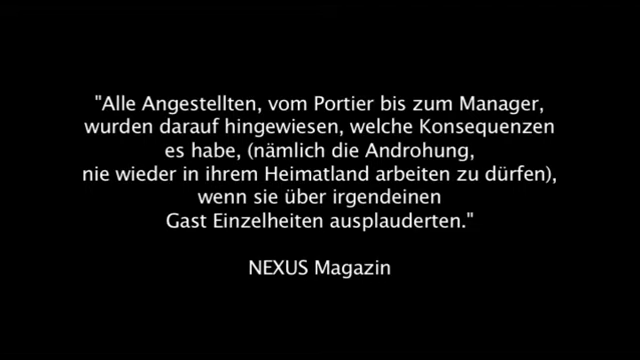 "Alle Angestellten, vom Portier bis zum Manager,
wurden darauf hingewiesen, welche Konsequenzen
es habe, (nämlich die Androhung,
nie wieder in ihrem Heimatland arbeiten zu dürfen),
wenn sie über irgendeinen
Gast Einzelheiten ausplauderten."
NEXUS Magazin